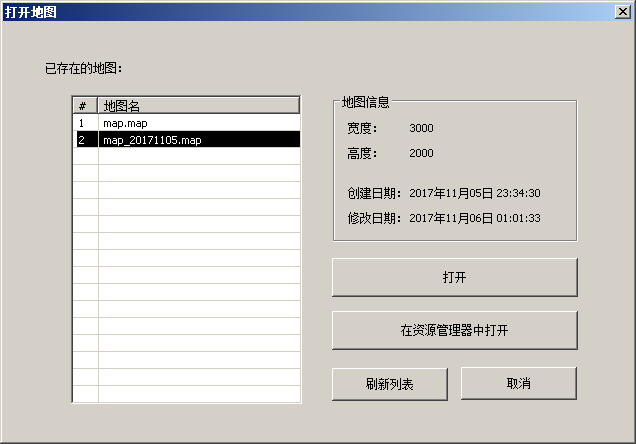 打开地图
已存在的地图：
# 地图名
1 map.map
2 map_20171105.map
地图信息
宽度： 3000
高度： 2000
创建日期： 2017年11月05日 23:34:30
修改日期： 2017年11月06日 01:01:33
打开
在资源管理器中打开
刷新列表 取消